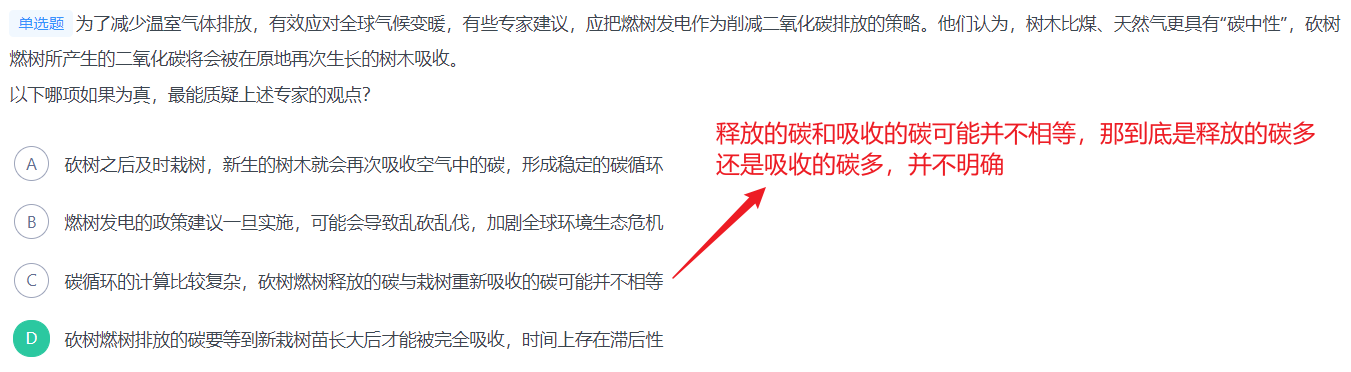 单选题 为了减少温室气体排放，有效应对全球气候变暖，有些专家建议，应把燃树发电作为削减二氧化碳排放的策略。他们认为，树木比煤、天然气更具有“碳中性”，砍树
燃树所产生的二氧化碳将会被在原地再次生长的树木吸收。
以下哪项如果为真，最能质疑上述专家的观点？
释放的碳和吸收的碳可能并不相等，那到底是释放的碳多
还是吸收的碳多，并不明确
A 砍树之后及时栽树，新生的树木就会再次吸收空气中的碳，形成稳定的碳循环
B 燃树发电的政策建议一旦实施，可能会导致乱砍乱伐，加剧全球环境生态危机
C 碳循环的计算比较复杂，砍树燃树释放的碳与栽树重新吸收的碳可能并不相等
D 砍树燃树排放的碳要等到新栽树苗长大后才能被完全吸收，时间上存在滞后性